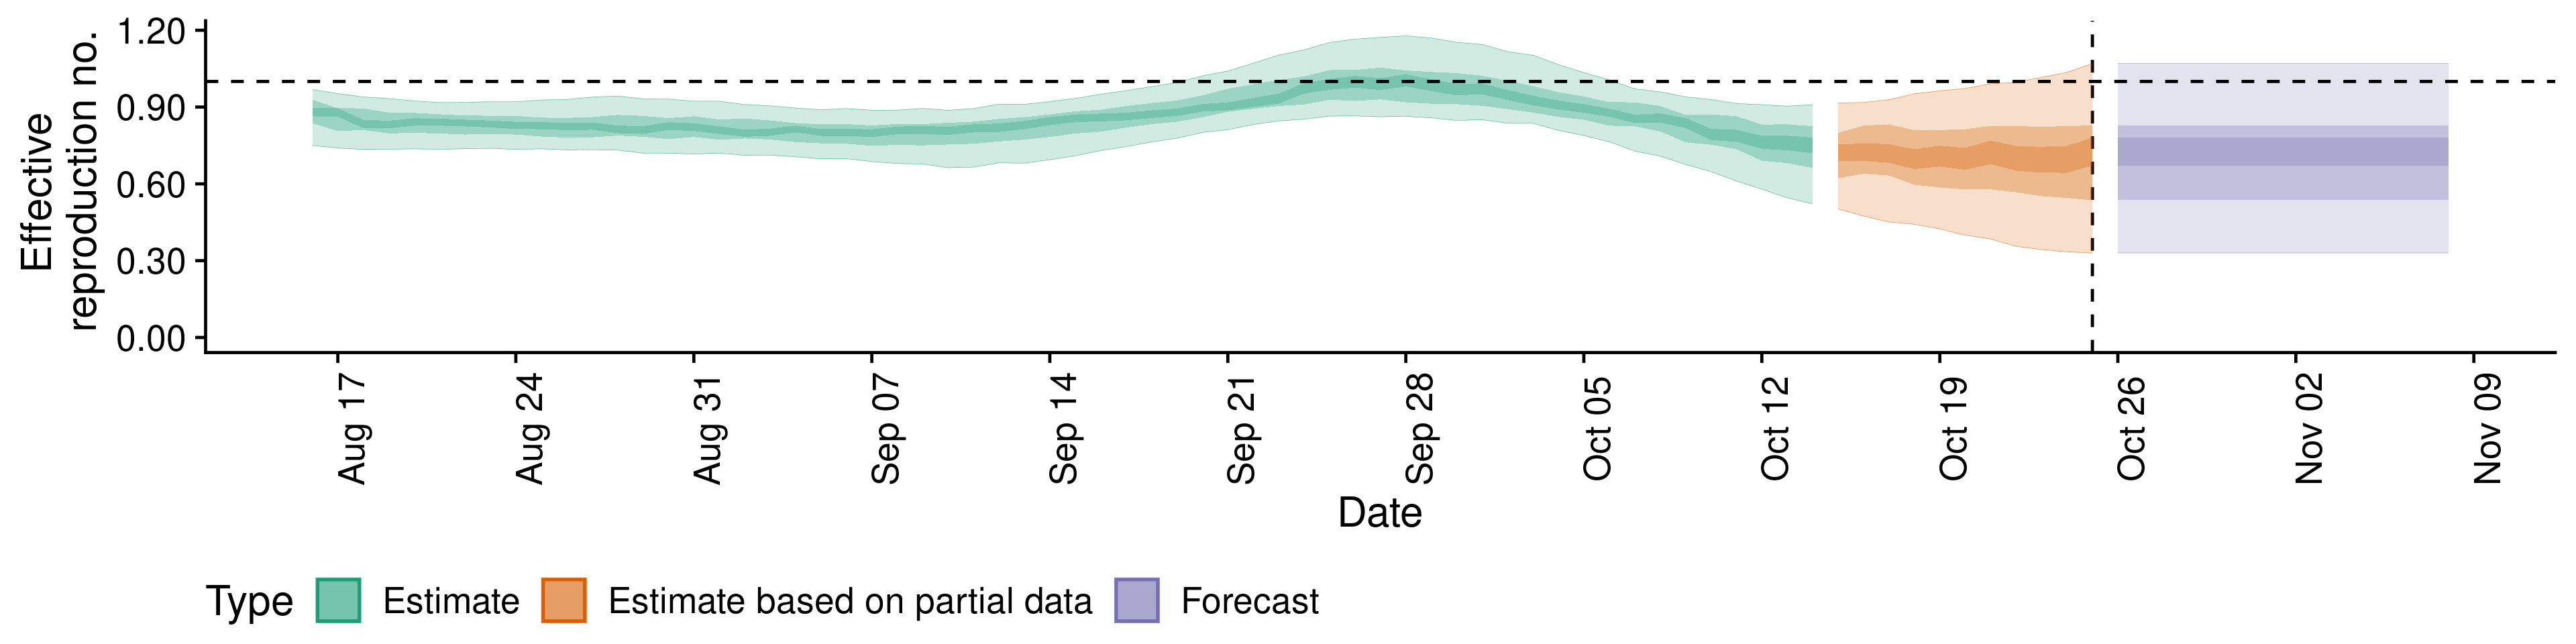 Effective
reproduction no.
1.20
0.90
0.60
0.30
0.00
Aug 17
Aug 24
Aug 31
Sep 07
Sep 14
Sep 21
Sep 28
Oct 05
Oct 12
Oct 19
Oct 26
Nov 02
Nov 09
Date
Type Estimate Estimate based on partial data Forecast